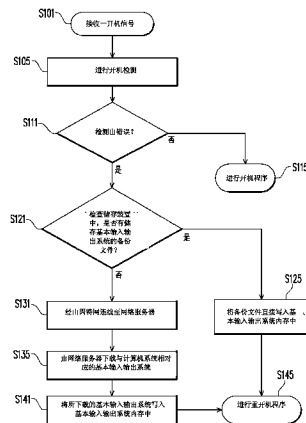 S101
接收一开机信号
S105
进行开机检测
S111
检测出错误?
否
是
S115
进行开机程序
S121
检查储存装置
中,是否有储
存基本输入输
出系统的备份
文件?
是
否
S125
将备份文件直接写入基
本输入输出系统内存中
S131
经由因特网连线至网络服务器
S135
由网络服务器下载与计算机系统相对
应的基本输入输出系统
S141
将所下载的基本输入输出系统写入
基本输入输出系统内存中
S145
进行重开机程序